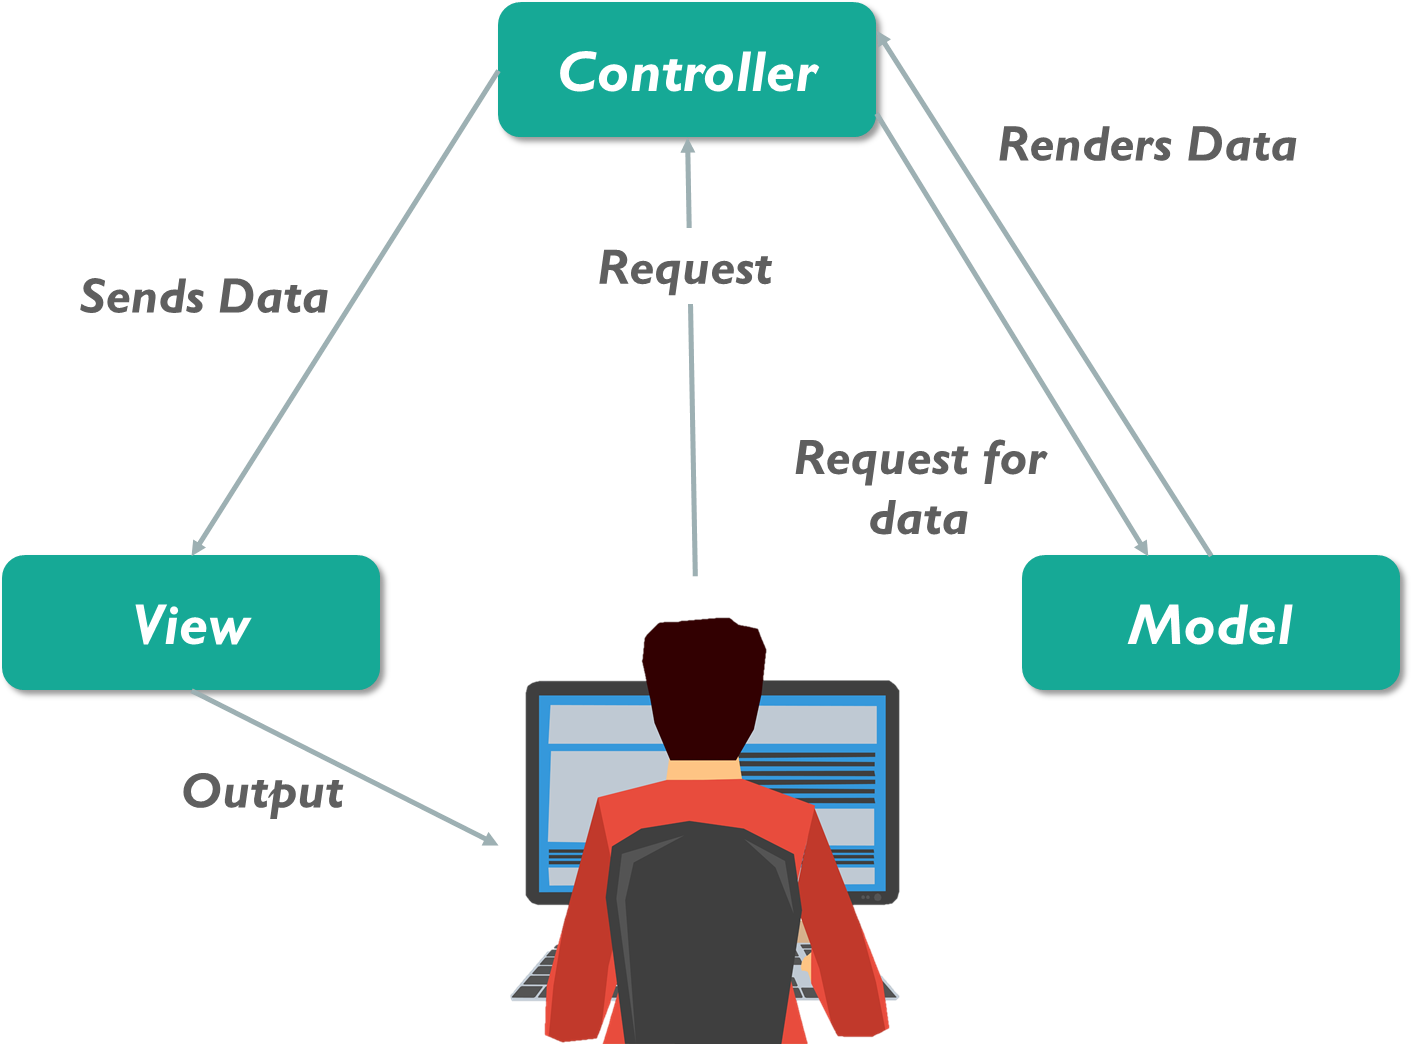 Controller
Renders Data
Request
Sends Data
Request for
data
View
Model
Output